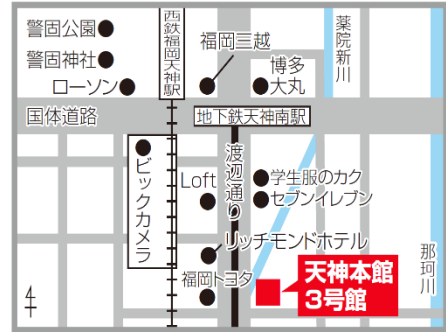 警固公園
警固神社
ローソン
西鉄福岡天神駅
福岡三越
博多
大丸
薬院新川
国体道路
地下鉄天神南駅
ビックカメラ
渡辺通り
Loft
学生服のカク
セブンイレブン
リッチモンドホテル
福岡トヨタ
天神本館
3号館
那珂川
4